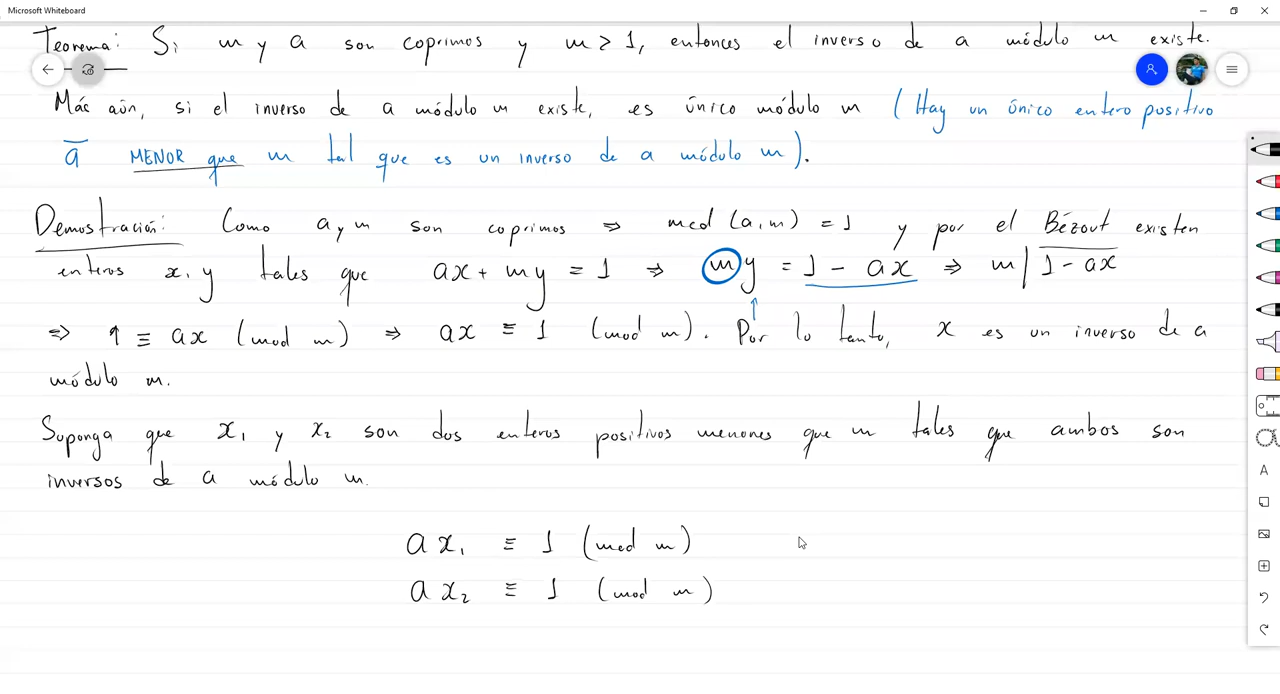 Microsoft Whiteboard
Teorema: Si m y a son coprimos y m > 1, entonces el inverso de a módulo m existe.
Más aún, si el inverso de a módulo m existe, es único módulo m (Hay un único entero positivo
ā MENOR que m tal que es un inverso de a módulo m).
Demostración: Como a y m son coprimos ⇒ mcd (a,m) = 1 y por el Bézout existen
enteros x, y tales que ax + my = 1 ⇒ my = 1 - ax ⇒ m | 1 - ax
⇒ 1 ≡ ax (mod m) ⇒ ax ≡ 1 (mod m). Por lo tanto, x es un inverso de a
módulo m.
Suponga que x₁ y x₂ son dos enteros positivos menores que m tales que ambos son
inversos de a módulo m.
a x₁ ≡ 1 (mod m)
a x₂ ≡ 1 (mod m)
A